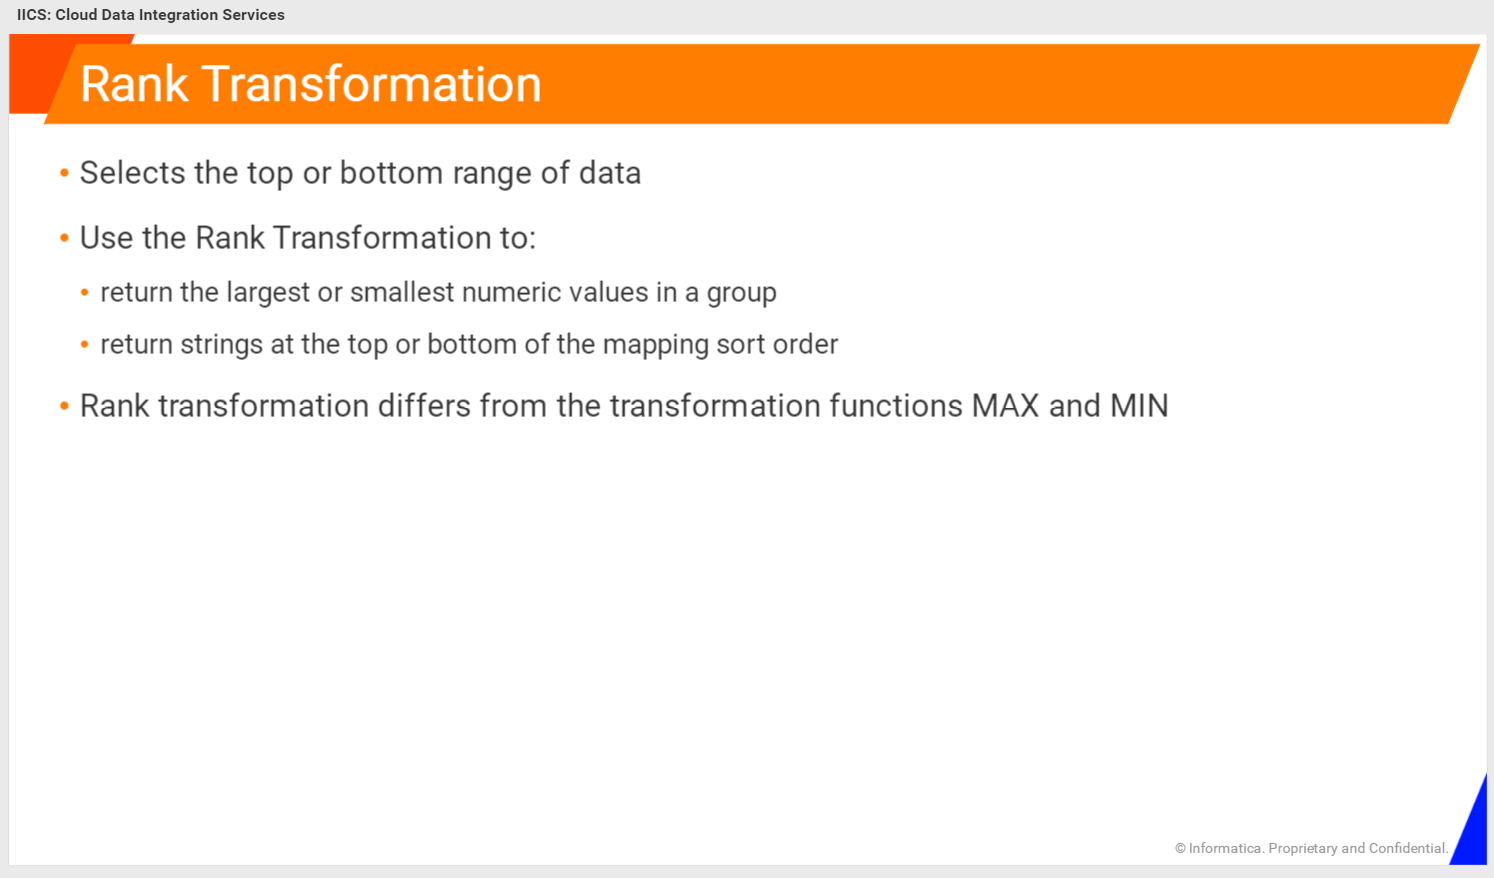 IICS: Cloud Data Integration Services
Rank Transformation
• Selects the top or bottom range of data
• Use the Rank Transformation to:
• return the largest or smallest numeric values in a group
• return strings at the top or bottom of the mapping sort order
• Rank transformation differs from the transformation functions MAX and MIN
© Informatica. Proprietary and Confidential.